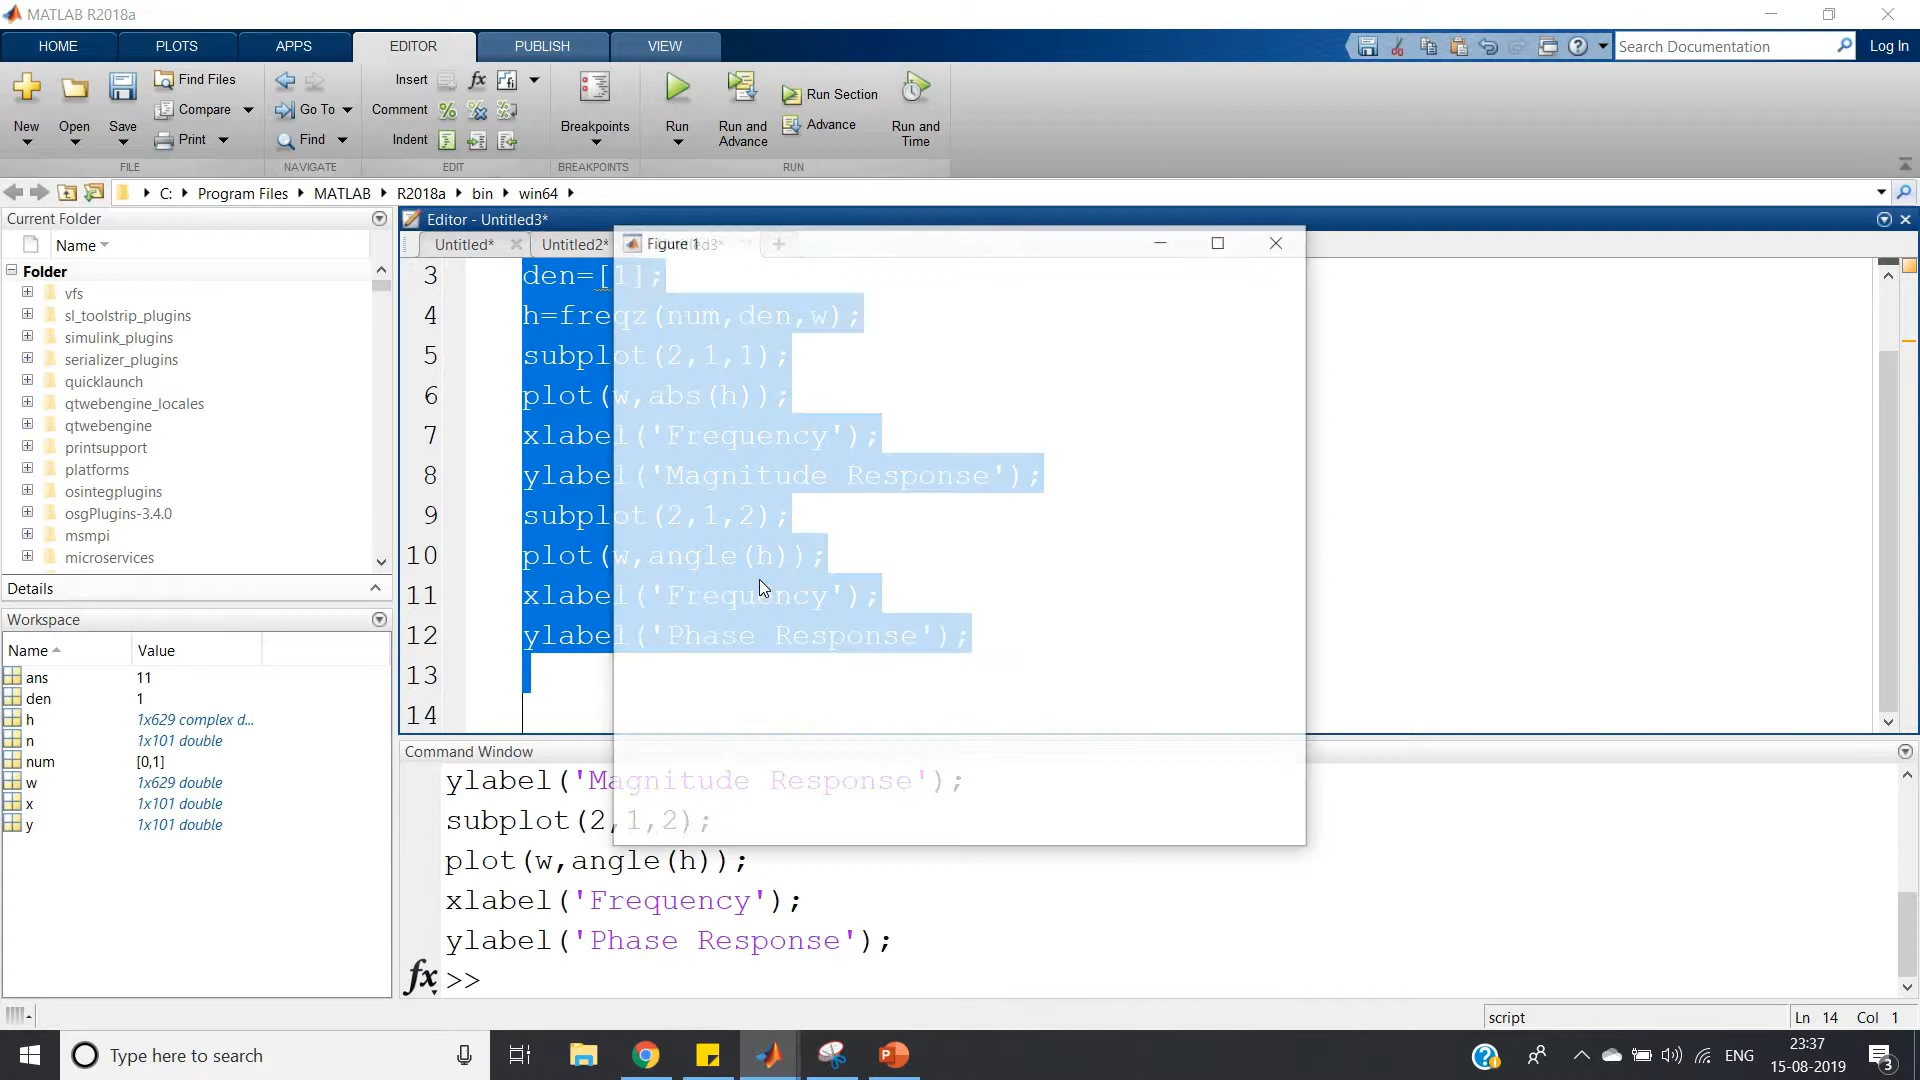 MATLAB R2018a
HOME PLOTS APPS EDITOR PUBLISH VIEW
Search Documentation Log In
Find Files Insert fx
New Open Save Compare Go To Comment Breakpoints Run Run and Advance Run Section Advance Run and Time
Print Find Indent
FILE NAVIGATE EDIT BREAKPOINTS RUN
C: Program Files MATLAB R2018a bin win64
Current Folder
Name
Folder
vfs
sl_toolstrip_plugins
simulink_plugins
serializer_plugins
quicklaunch
qtwebengine_locales
qtwebengine
printsupport
platforms
osintegplugins
osgPlugins-3.4.0
msmpi
microservices
Details
Workspace
Name Value
ans 11
den 1
h 1x629 complex d...
n 1x101 double
num [0,1]
w 1x629 double
x 1x101 double
y 1x101 double
Editor - Untitled3*
Untitled* Untitled2*
Figure 1
3 den=[1];
4 h=freqz(num,den,w);
5 subplot(2,1,1);
6 plot(w,abs(h));
7 xlabel('Frequency');
8 ylabel('Magnitude Response');
9 subplot(2,1,2);
10 plot(w,angle(h));
11 xlabel('Frequency');
12 ylabel('Phase Response');
13
14
Command Window
ylabel('Magnitude Response');
subplot(2,1,2);
plot(w,angle(h));
xlabel('Frequency');
ylabel('Phase Response');
fx >>
script Ln 14 Col 1
Type here to search
ENG
23:37
15-08-2019
3